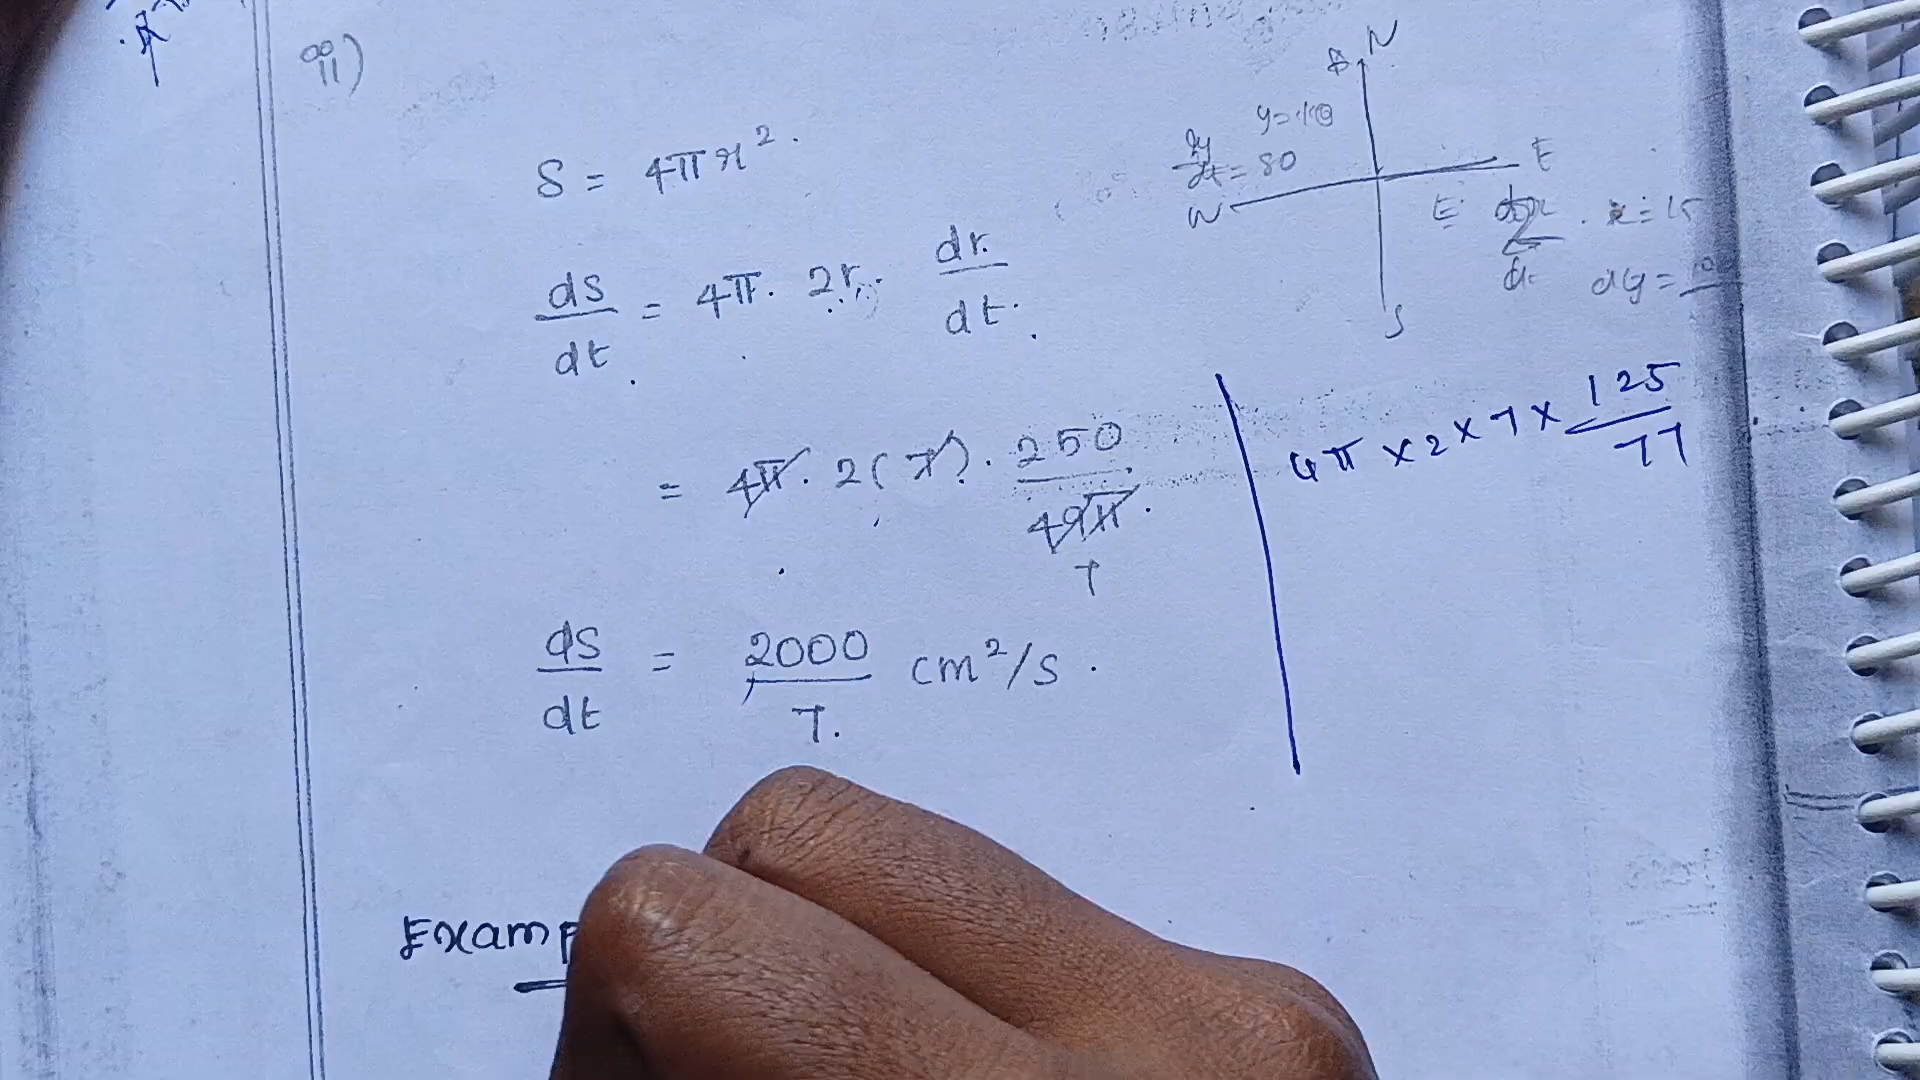 ii)
S = 4πr².
dS/dt = 4π. 2r. dr/dt.
= 4π. 2(7). 250/49π.
7
dS/dt = 2000/7. cm²/s.
Examp
N
y=
dy/dt = 80
E
W
E
S
x = 15
dy =
4π × 2 × 7 × 125/77